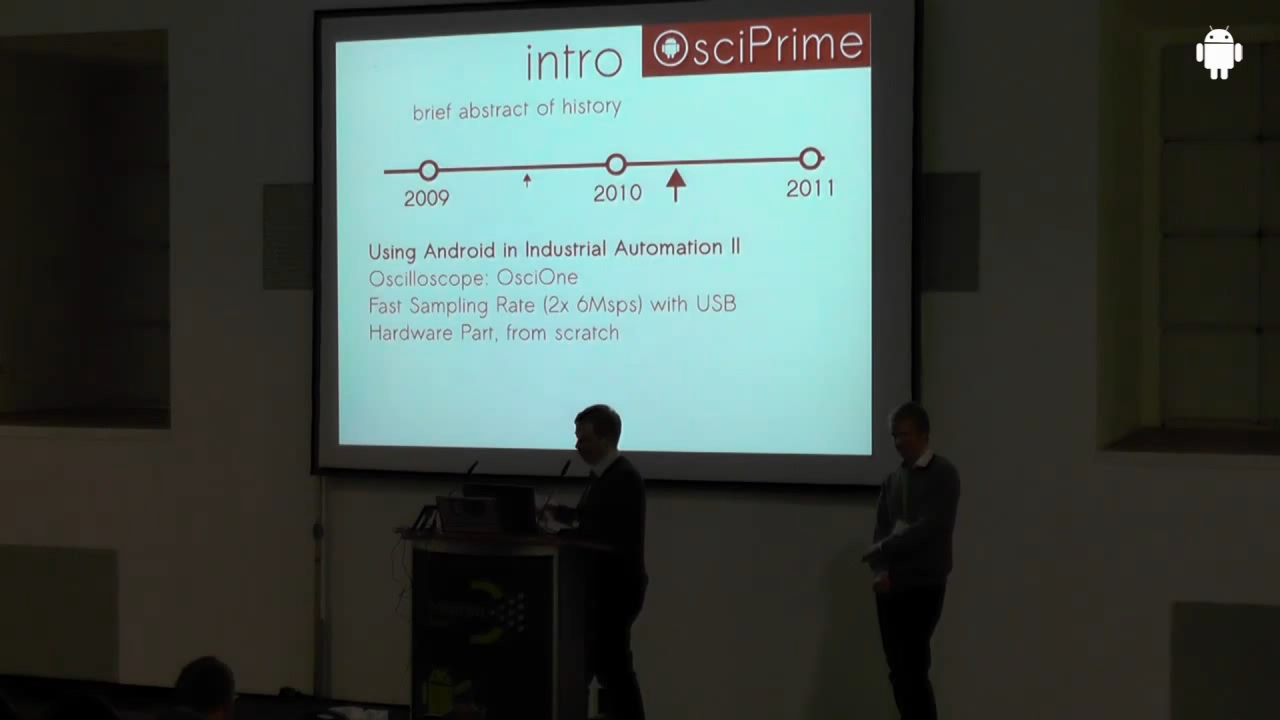 intro
OsciPrime
brief abstract of history
2009
2010
2011
Using Android in Industrial Automation II
Oscilloscope: OsciOne
Fast Sampling Rate (2x 6Msps) with USB
Hardware Part, from scratch